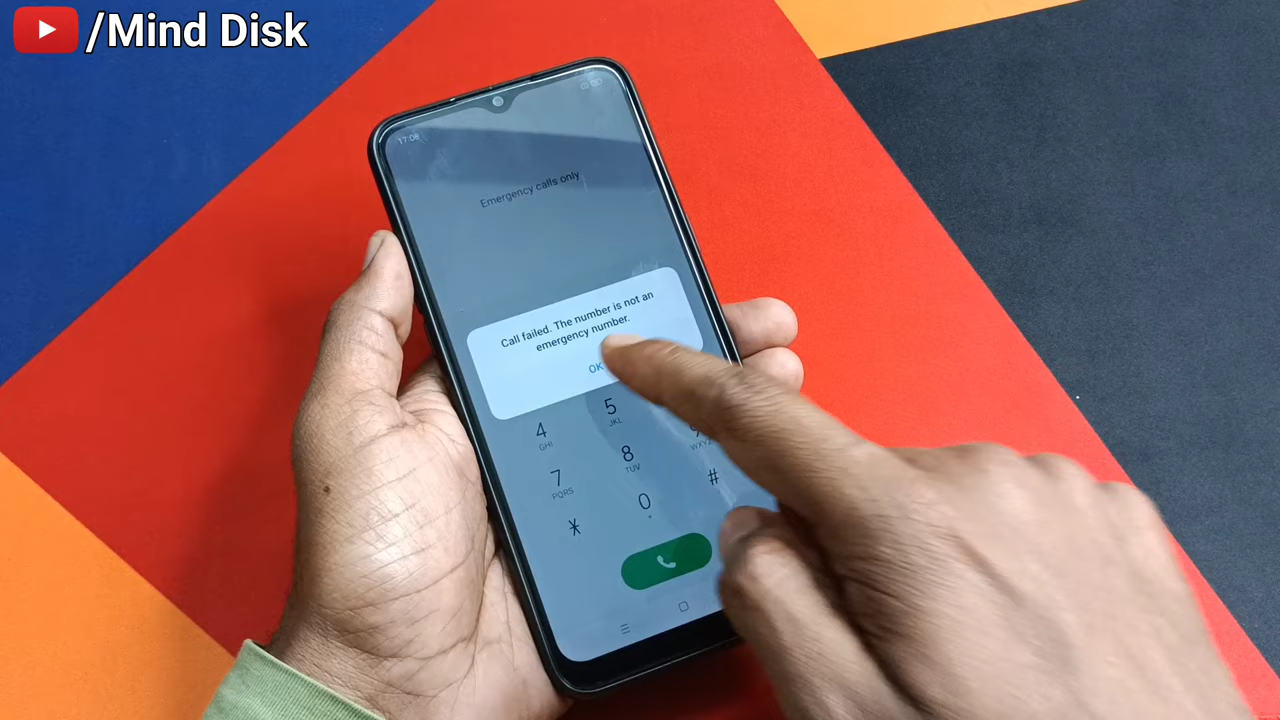 /Mind Disk
17:08
Emergency calls only
Call failed. The number is not an
emergency number.
OK
4
GHI
5
JKL
WXYZ
7
PQRS
8
TUV
*
0
#